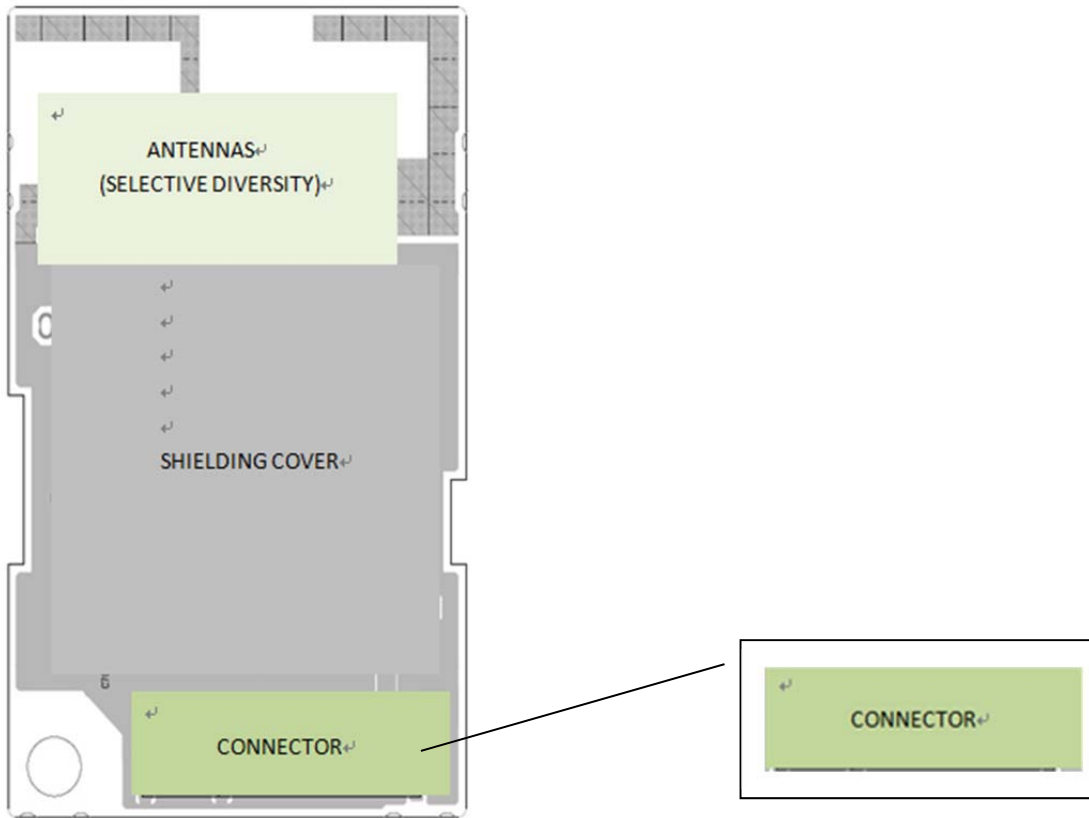 ANTENNAS
(SELECTIVE DIVERSITY)
SHIELDING COVER
CONNECTOR
CONNECTOR